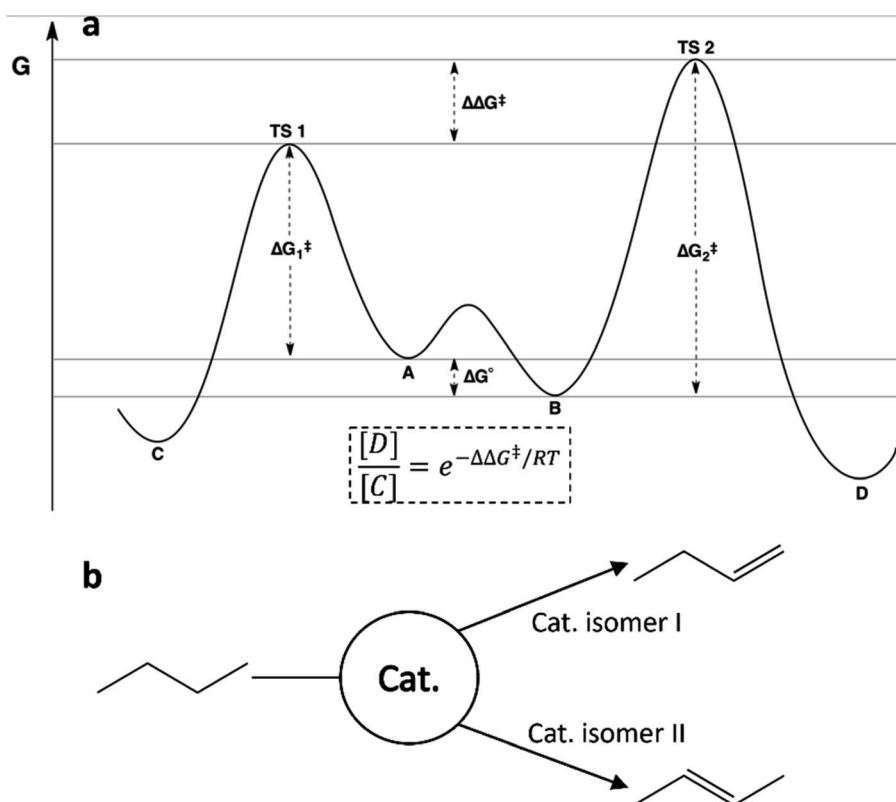 a
G
TS 2
ΔΔG‡
TS 1
ΔG₁‡
ΔG₂‡
A
ΔG°
B
C
[D]/[C] = e^{-ΔΔG‡/RT}
D
b
Cat. isomer I
Cat.
Cat. isomer II